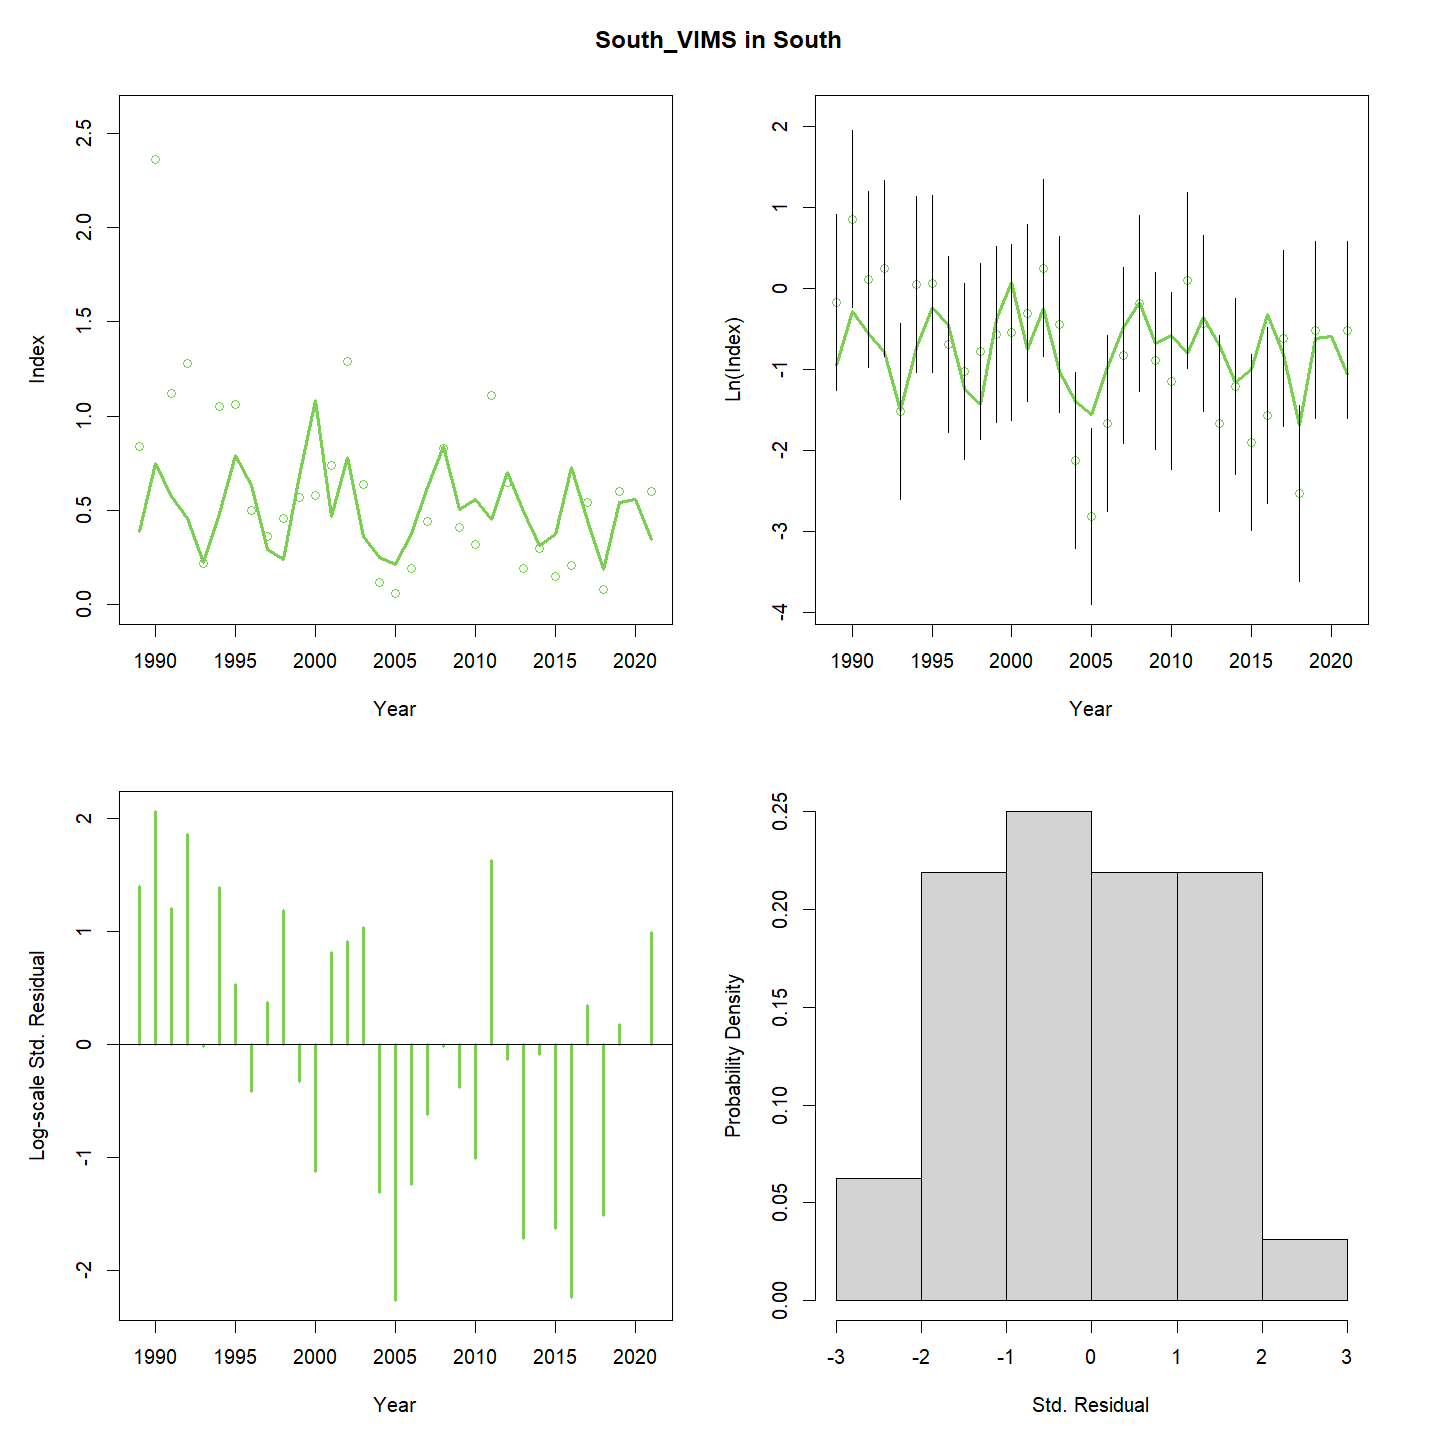 South_VIMS in South
Index
2.5
2.0
1.5
1.0
0.5
0.0
1990 1995 2000 2005 2010 2015 2020
Year
Ln(Index)
2
1
0
-1
-2
-3
-4
1990 1995 2000 2005 2010 2015 2020
Year
Log-scale Std. Residual
2
1
0
-1
-2
1990 1995 2000 2005 2010 2015 2020
Year
Probability Density
0.25
0.20
0.15
0.10
0.05
0.00
-3 -2 -1 0 1 2 3
Std. Residual